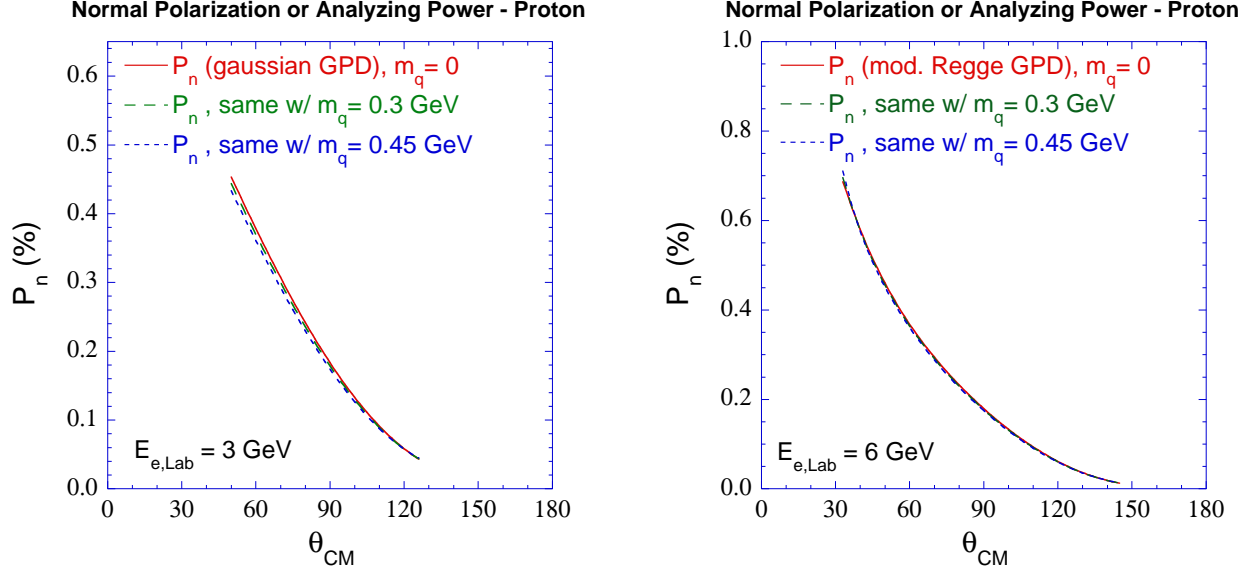 Normal Polarization or Analyzing Power - Proton
P_n (gaussian GPD), m_q = 0
P_n , same w/ m_q = 0.3 GeV
P_n , same w/ m_q = 0.45 GeV
P_n (%)
0.6
0.5
0.4
0.3
0.2
0.1
0.0
E_e,Lab = 3 GeV
0 30 60 90 120 150 180
θ_CM
Normal Polarization or Analyzing Power - Proton
P_n (mod. Regge GPD), m_q = 0
P_n , same w/ m_q = 0.3 GeV
P_n , same w/ m_q = 0.45 GeV
P_n (%)
1.0
0.8
0.6
0.4
0.2
0.0
E_e,Lab = 6 GeV
0 30 60 90 120 150 180
θ_CM